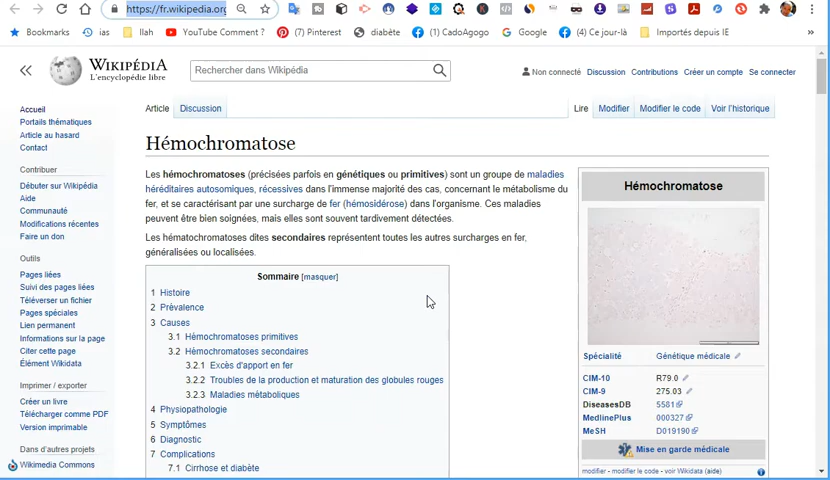 https://fr.wikipedia.org
Bookmarks
ias
Ilah
YouTube Comment ?
(7) Pinterest
diabète
(1) CadoAgogo
Google
(4) Ce jour-là
Importés depuis IE
»
WIKIPÉDIA
L'encyclopédie libre
Rechercher dans Wikipédia
Non connecté Discussion Contributions Créer un compte Se connecter
Article Discussion
Lire Modifier Modifier le code Voir l'historique
Accueil
Portails thématiques
Article au hasard
Contact
Contribuer
Débuter sur Wikipédia
Aide
Communauté
Modifications récentes
Faire un don
Outils
Pages liées
Suivi des pages liées
Téléverser un fichier
Pages spéciales
Lien permanent
Informations sur la page
Citer cette page
Élément Wikidata
Imprimer / exporter
Créer un livre
Télécharger comme PDF
Version imprimable
Dans d'autres projets
Wikimedia Commons
Hémochromatose
Les hémochromatoses (précisées parfois en génétiques ou primitives) sont un groupe de maladies
héréditaires autosomiques, récessives dans l'immense majorité des cas, concernant le métabolisme du
fer, et se caractérisant par une surcharge de fer (hémosidérose) dans l'organisme. Ces maladies
peuvent être bien soignées, mais elles sont souvent tardivement détectées.
Les hématochromatoses dites secondaires représentent toutes les autres surcharges en fer,
généralisées ou localisées.
Sommaire [masquer]
1 Histoire
2 Prévalence
3 Causes
3.1 Hémochromatoses primitives
3.2 Hémochromatoses secondaires
3.2.1 Excès d'apport en fer
3.2.2 Troubles de la production et maturation des globules rouges
3.2.3 Maladies métaboliques
4 Physiopathologie
5 Symptômes
6 Diagnostic
7 Complications
7.1 Cirrhose et diabète
Hémochromatose
Spécialité Génétique médicale
CIM-10 R79.0
CIM-9 275.03
DiseasesDB 5581
MedlinePlus 000327
MeSH D019190
Mise en garde médicale
modifier - modifier le code - voir Wikidata (aide)